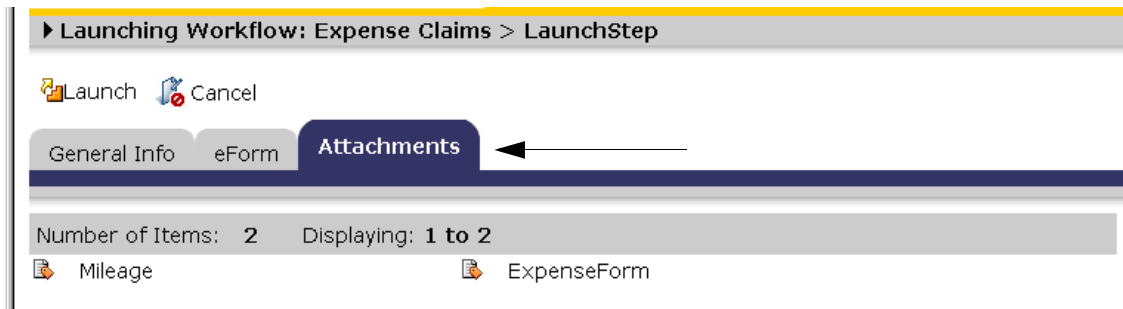 Launching Workflow: Expense Claims > LaunchStep
Launch Cancel
General Info eForm Attachments
Number of Items: 2 Displaying: 1 to 2
Mileage ExpenseForm